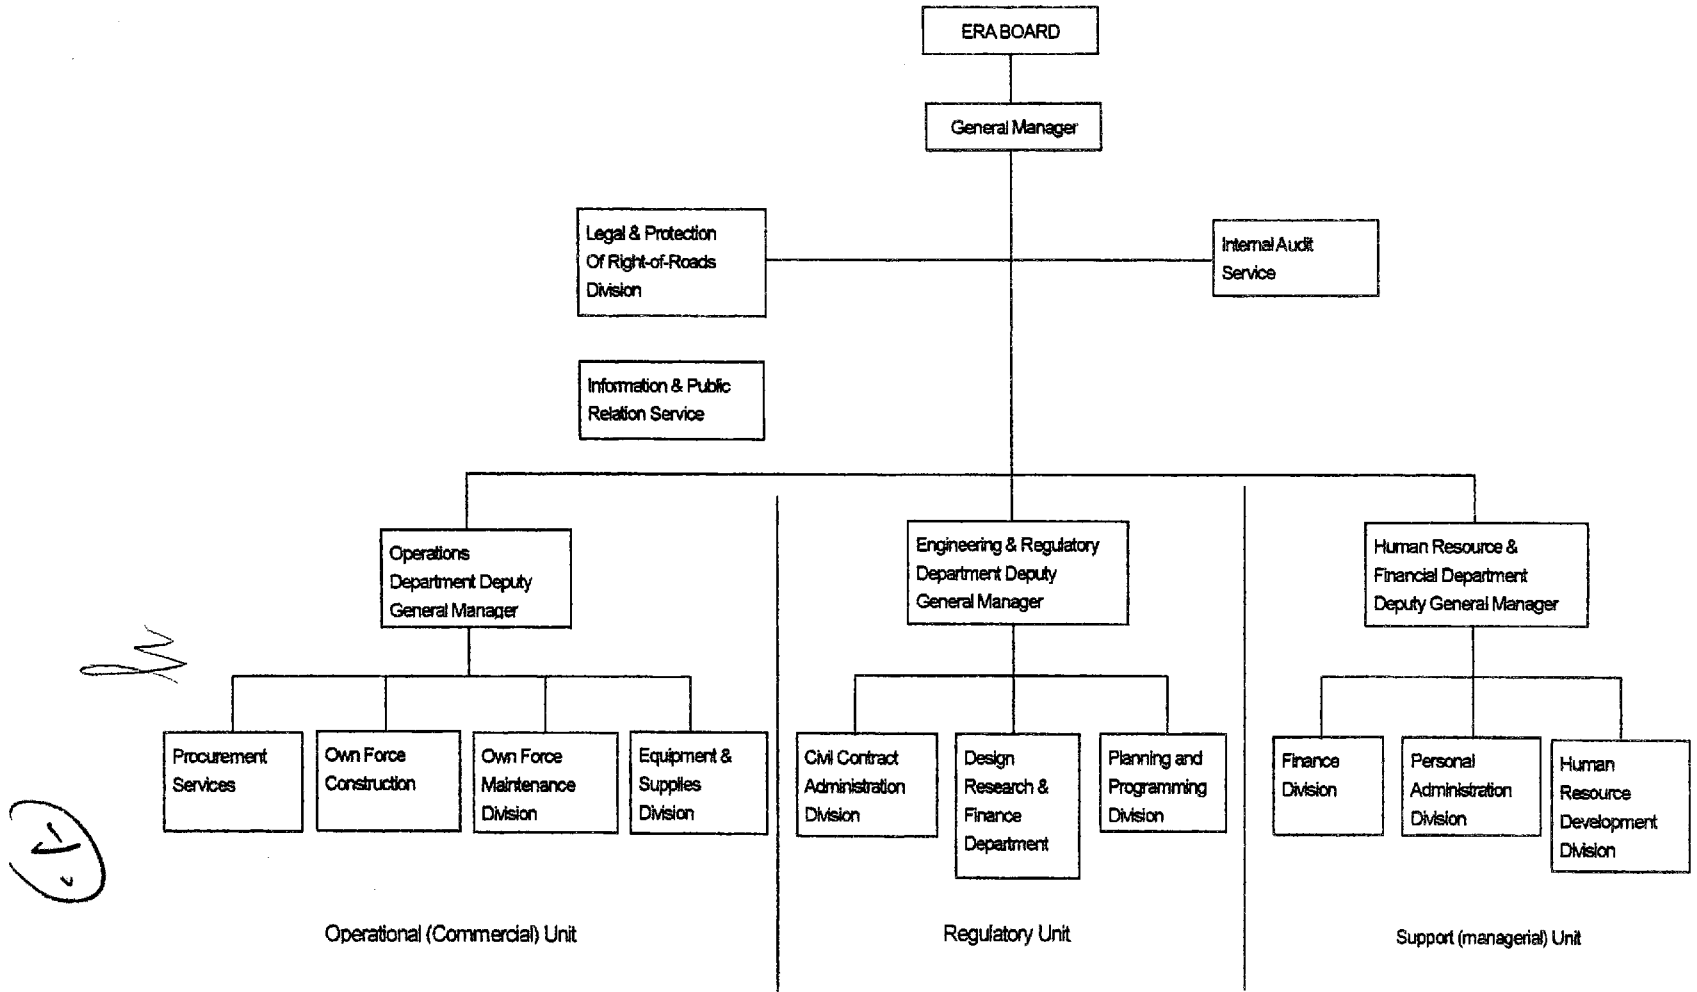 ERA BOARD
General Manager
Legal & Protection
Of Right-of-Roads
Division
Internal Audit
Service
Information & Public
Relation Service
Operations
Department Deputy
General Manager
Engineering & Regulatory
Department Deputy
General Manager
Human Resource &
Financial Department
Deputy General Manager
Procurement
Services
Own Force
Construction
Own Force
Maintenance
Division
Equipment &
Supplies
Division
Civil Contract
Administration
Division
Design
Research &
Finance
Department
Planning and
Programming
Division
Finance
Division
Personal
Administration
Division
Human
Resource
Development
Division
Operational (Commercial) Unit
Regulatory Unit
Support (managerial) Unit